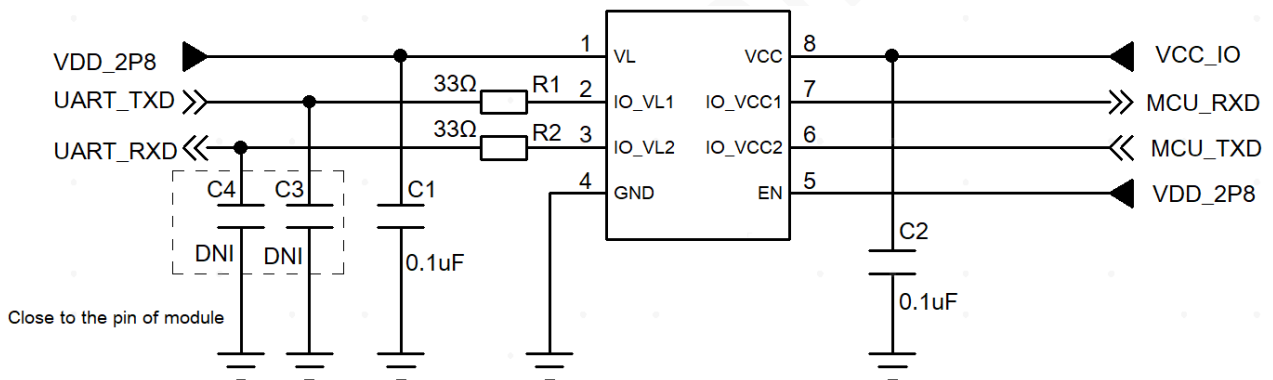 VDD_2P8
UART_TXD
UART_RXD
33Ω R1
33Ω R2
1
2
3
4
VL
IO_VL1
IO_VL2
GND
VCC
IO_VCC1
IO_VCC2
EN
8
7
6
5
VCC_IO
MCU_RXD
MCU_TXD
VDD_2P8
C4 C3 C1
DNI DNI 0.1uF
C2
0.1uF
Close to the pin of module